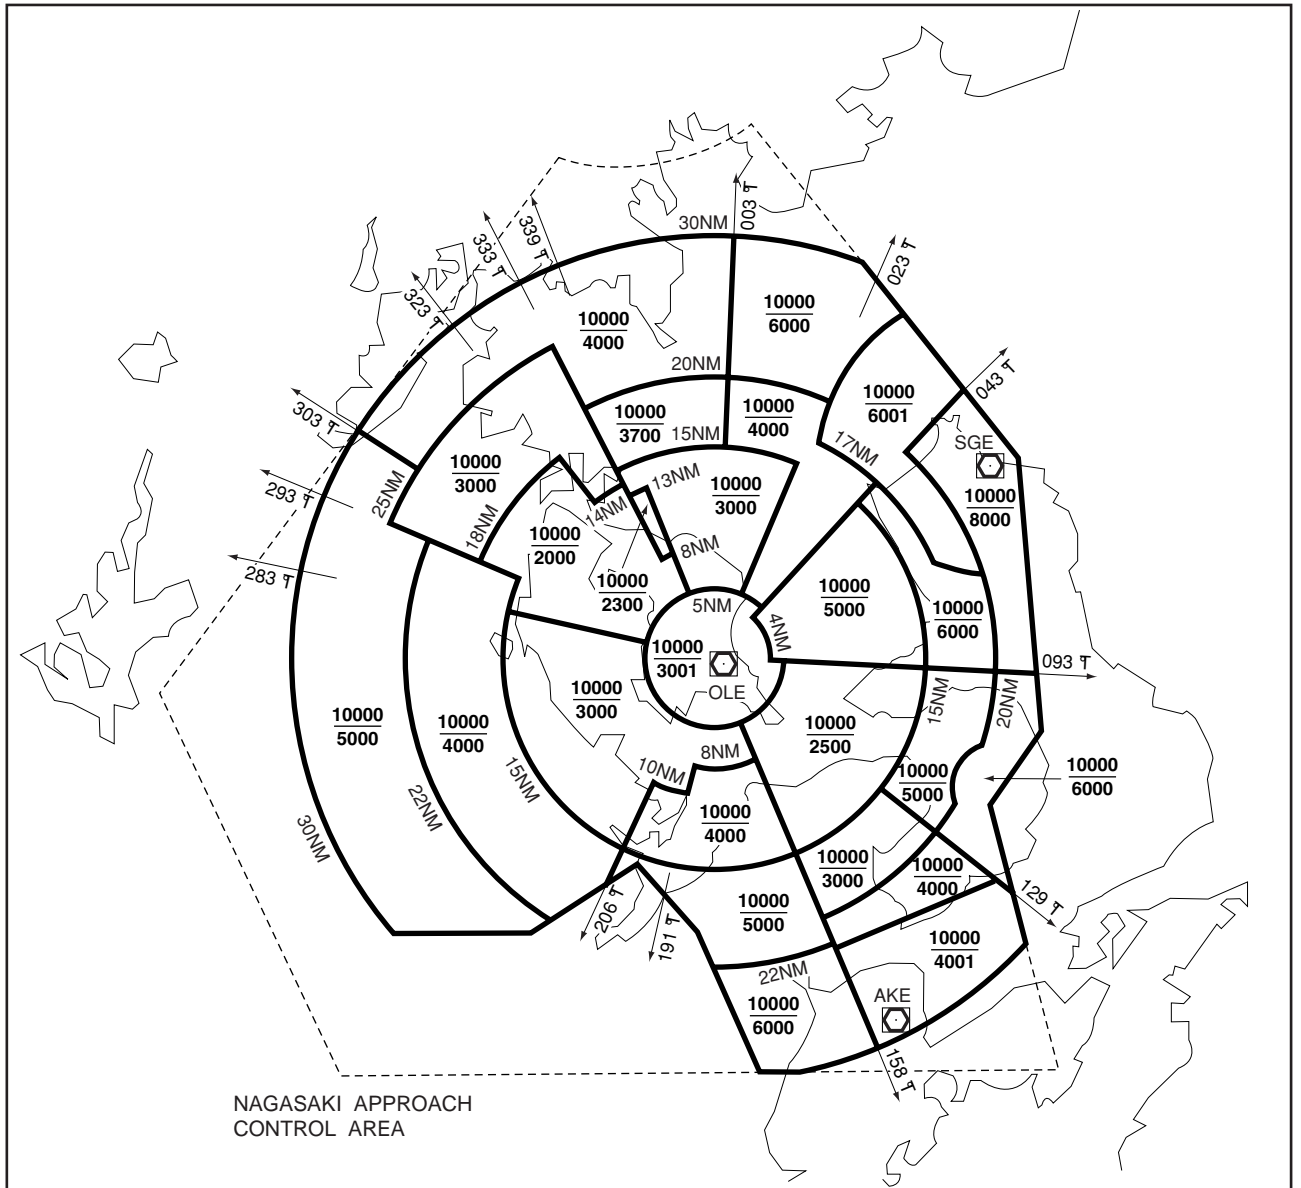 30NM
003°T
339°T
333°T
323°T
023°T
10000
6000
10000
4000
20NM
043°T
303°T
10000
6001
10000
3700
10000
4000
15NM
17NM
SGE
10000
3000
25NM
13NM
10000
3000
293°T
10000
8000
14NM
18NM
10000
2000
8NM
283°T
10000
2300
10000
5000
5NM
4NM
10000
6000
10000
3001
OLE
093°T
10000
3000
15NM
20NM
10000
5000
10000
4000
10000
2500
8NM
10NM
15NM
10000
5000
10000
6000
22NM
30NM
10000
4000
10000
3000
10000
4000
129°T
206°T
191°T
10000
5000
10000
4001
22NM
AKE
10000
6000
158°T
NAGASAKI APPROACH
CONTROL AREA